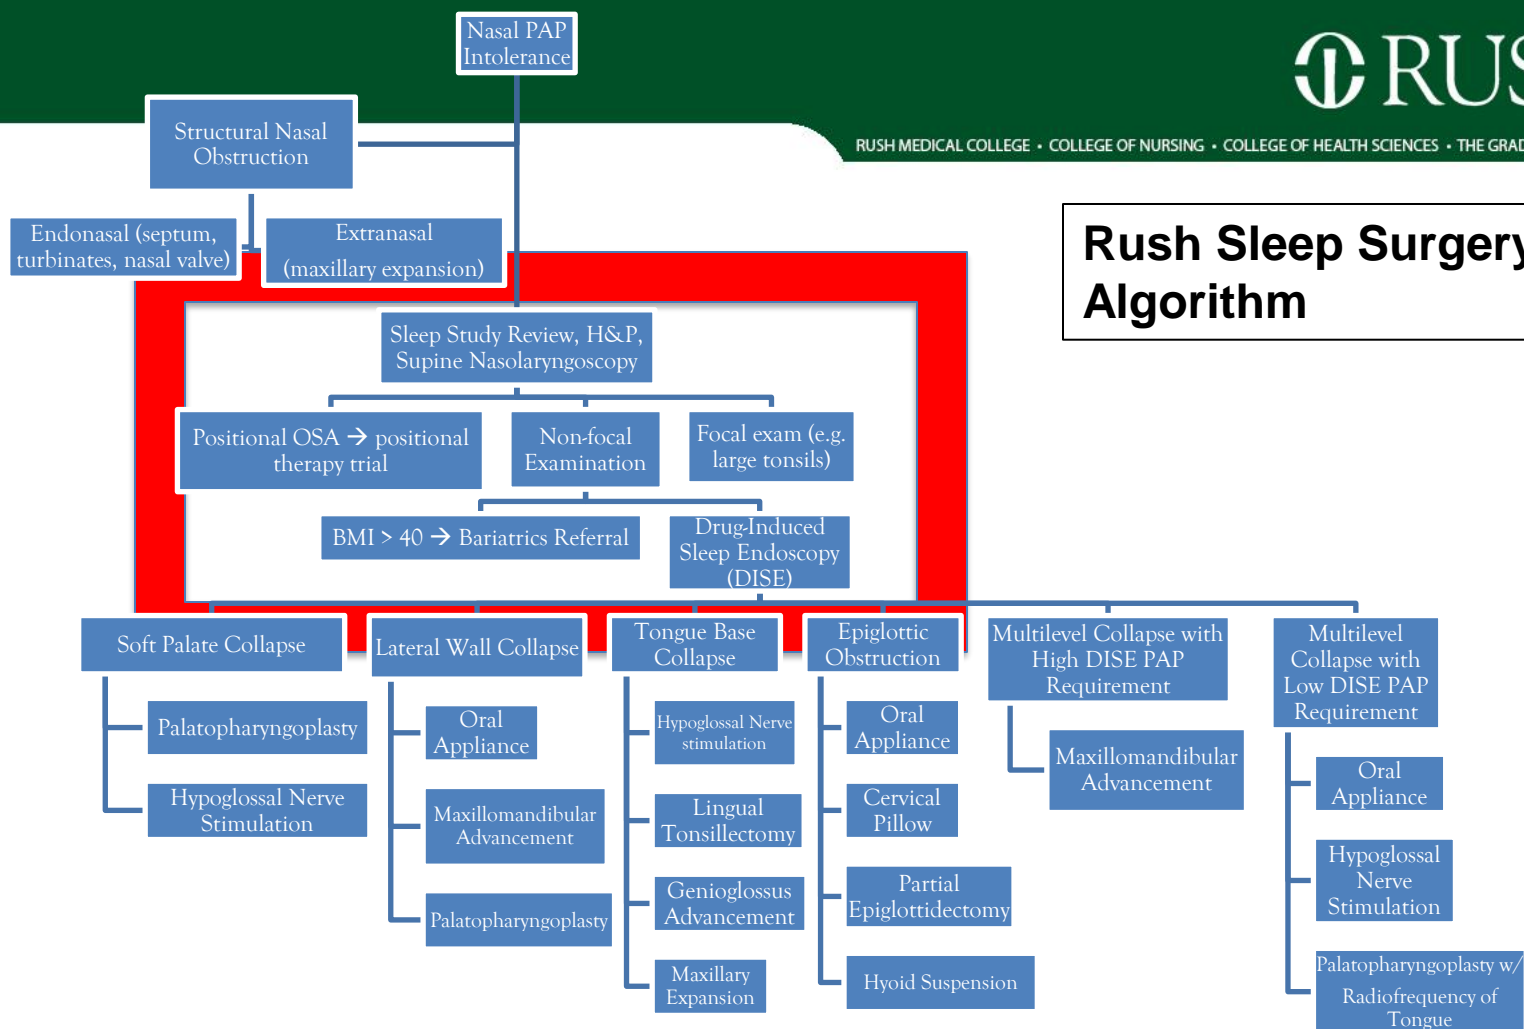 Nasal PAP
Intolerance
RUS
RUSH MEDICAL COLLEGE • COLLEGE OF NURSING • COLLEGE OF HEALTH SCIENCES • THE GRAD
Structural Nasal
Obstruction
Endonasal (septum,
turbinates, nasal valve)
Extranasal
(maxillary expansion)
Rush Sleep Surgery
Algorithm
Sleep Study Review, H&P,
Supine Nasolaryngoscopy
Positional OSA → positional
therapy trial
Non-focal
Examination
Focal exam (e.g.
large tonsils)
BMI > 40 → Bariatrics Referral
Drug-Induced
Sleep Endoscopy
(DISE)
Soft Palate Collapse
Palatopharyngoplasty
Hypoglossal Nerve
Stimulation
Lateral Wall Collapse
Oral
Appliance
Maxillomandibular
Advancement
Palatopharyngoplasty
Tongue Base
Collapse
Hypoglossal Nerve
stimulation
Lingual
Tonsillectomy
Genioglossus
Advancement
Maxillary
Expansion
Epiglottic
Obstruction
Oral
Appliance
Cervical
Pillow
Partial
Epiglottidectomy
Hyoid Suspension
Multilevel Collapse with
High DISE PAP
Requirement
Maxillomandibular
Advancement
Multilevel
Collapse with
Low DISE PAP
Requirement
Oral
Appliance
Hypoglossal
Nerve
Stimulation
Palatopharyngoplasty w/
Radiofrequency of
Tongue